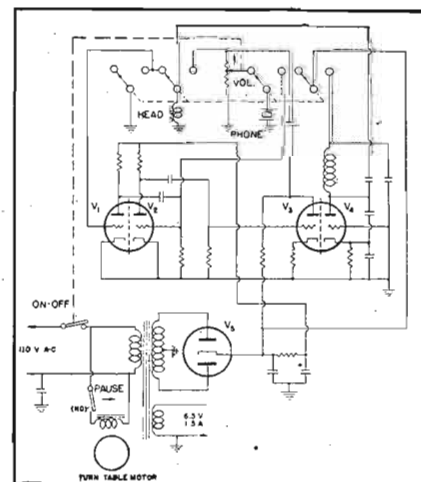 VOL.
HEAD
PHONE
V1
V2
V3
V4
ON-OFF
V5
110 V A-C
PAUSE
(NO)
6.3 V
1.5 A
TURN TABLE MOTOR